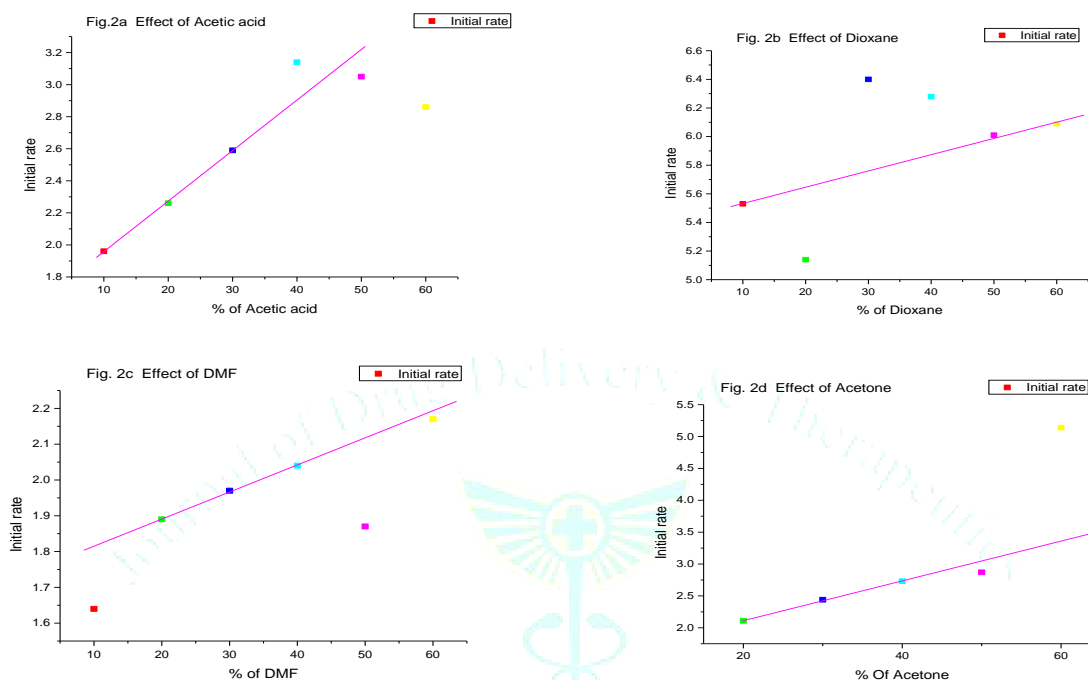 Fig.2a Effect of Acetic acid
Initial rate
3.2
3.0
2.8
2.6
2.4
2.2
2.0
1.8
Initial rate
10 20 30 40 50 60
% of Acetic acid
Fig. 2b Effect of Dioxane
Initial rate
6.6
6.4
6.2
6.0
5.8
5.6
5.4
5.2
5.0
Initial rate
10 20 30 40 50 60
% of Dioxane
Fig. 2c Effect of DMF
Initial rate
2.2
2.1
2.0
1.9
1.8
1.7
1.6
Initial rate
10 20 30 40 50 60
% of DMF
Fig. 2d Effect of Acetone
Initial rate
5.5
5.0
4.5
4.0
3.5
3.0
2.5
2.0
Initial rate
20 40 60
% Of Acetone
Journal of Drug Delivery & Therapeutics